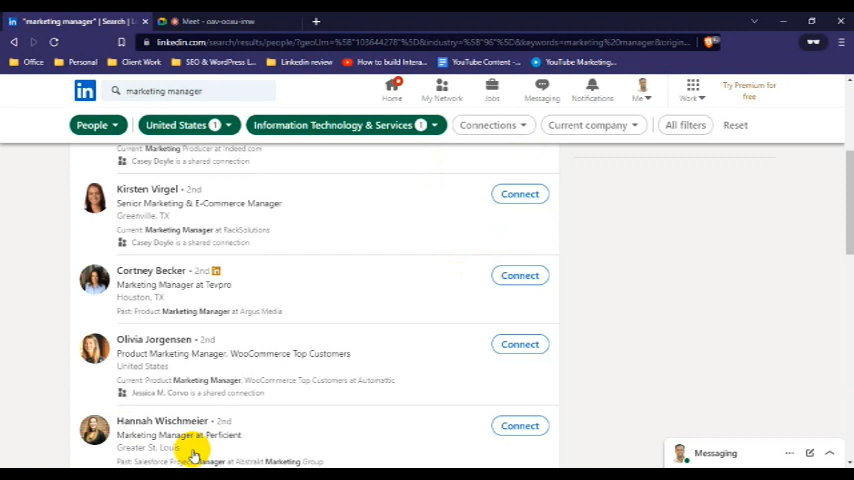 "marketing manager" | Search | L
Meet - oav-ocsu-imw
linkedin.com/search/results/people/?geoUrn=%5B"103644278"%5D&industry=%5B"96"%5D&keywords=marketing%20manager&origin...
Office
Personal
Client Work
SEO & WordPress L...
Linkedin review
How to build Intera...
YouTube Content -...
YouTube Marketing...
marketing manager
Home
My Network
Jobs
Messaging
Notifications
Me
Work
Try Premium for
free
People
United States 1
Information Technology & Services 1
Connections
Current company
All filters
Reset
Current: Marketing Producer at Indeed.com
Casey Doyle is a shared connection
Kirsten Virgel • 2nd
Senior Marketing & E-Commerce Manager
Greenville, TX
Current: Marketing Manager at RackSolutions
Casey Doyle is a shared connection
Connect
Cortney Becker • 2nd
Marketing Manager at Tevpro
Houston, TX
Past: Product Marketing Manager at Argus Media
Connect
Olivia Jorgensen • 2nd
Product Marketing Manager, WooCommerce Top Customers
United States
Current: Product Marketing Manager, WooCommerce Top Customers at Automattic
Jessica M. Corvo is a shared connection
Connect
Hannah Wischmeier • 2nd
Marketing Manager at Perficient
Greater St. Louis
Past: Salesforce Project Manager at Abstrakt Marketing Group
Connect
Messaging